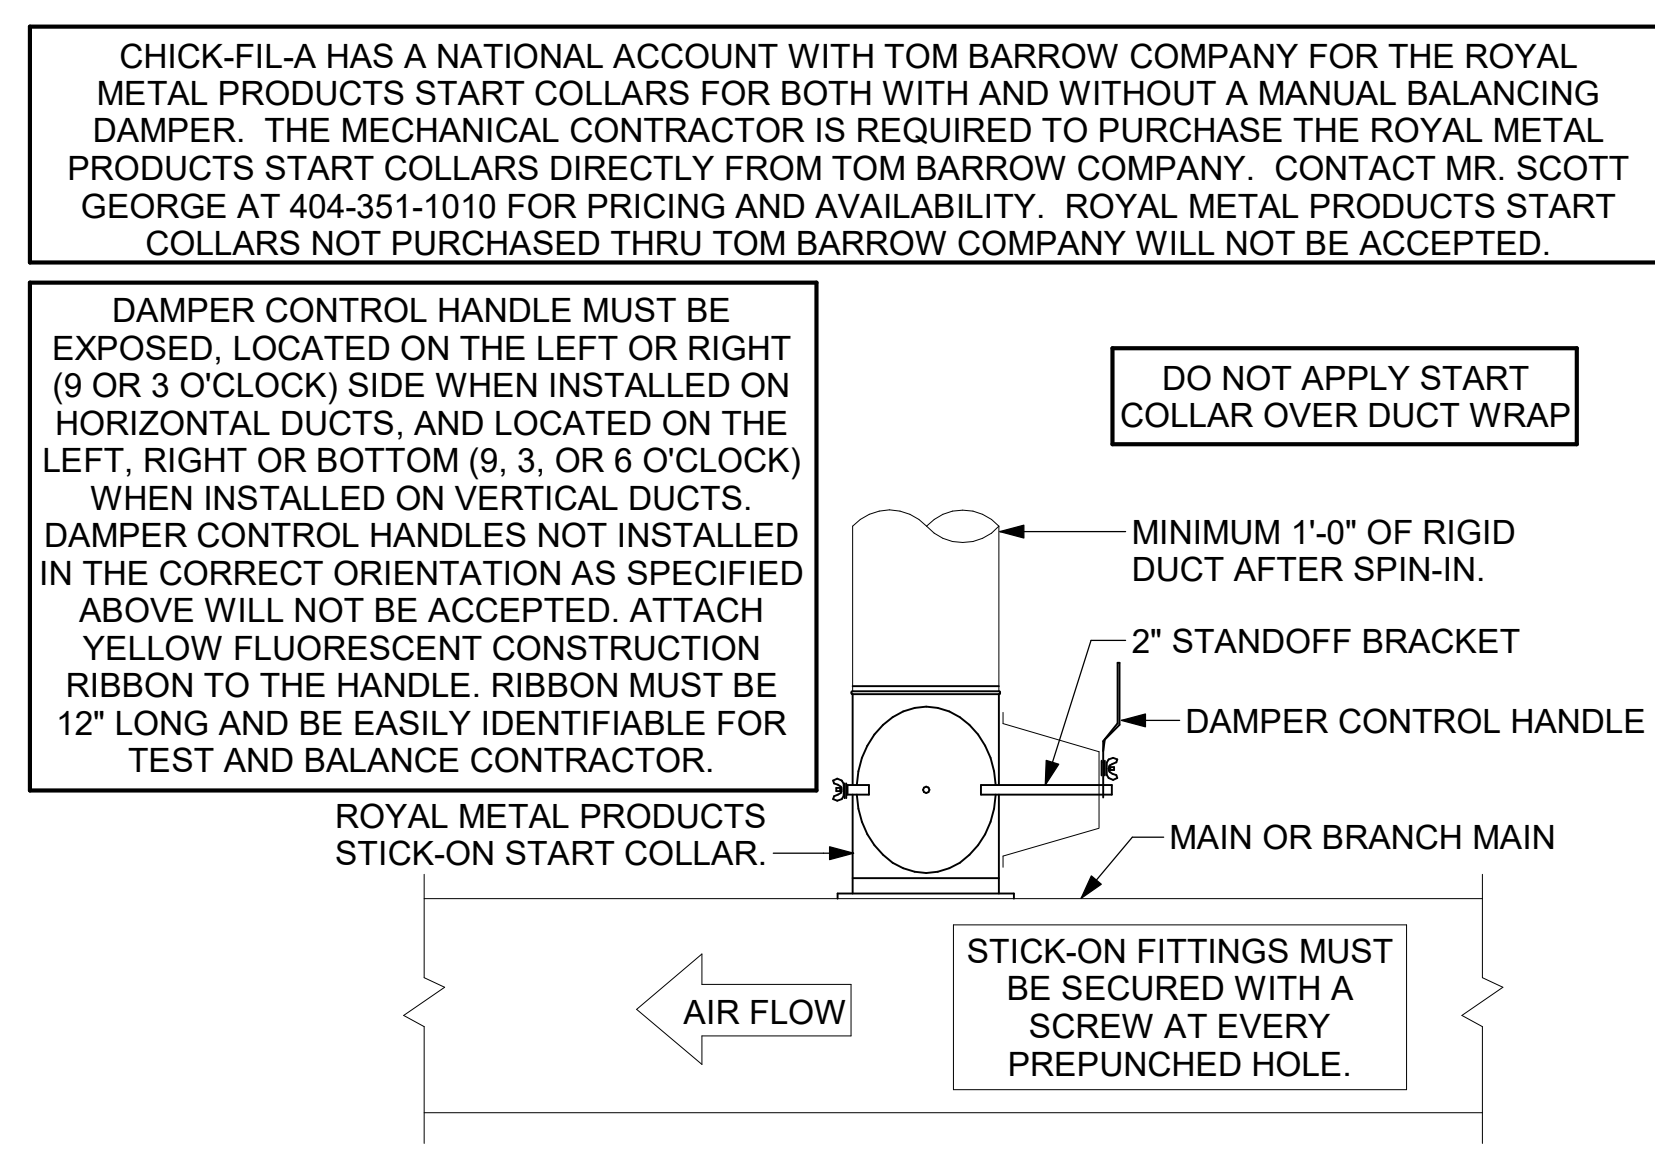 CHICK-FIL-A HAS A NATIONAL ACCOUNT WITH TOM BARROW COMPANY FOR THE ROYAL
METAL PRODUCTS START COLLARS FOR BOTH WITH AND WITHOUT A MANUAL BALANCING
DAMPER. THE MECHANICAL CONTRACTOR IS REQUIRED TO PURCHASE THE ROYAL METAL
PRODUCTS START COLLARS DIRECTLY FROM TOM BARROW COMPANY. CONTACT MR. SCOTT
GEORGE AT 404-351-1010 FOR PRICING AND AVAILABILITY. ROYAL METAL PRODUCTS START
COLLARS NOT PURCHASED THRU TOM BARROW COMPANY WILL NOT BE ACCEPTED.
DAMPER CONTROL HANDLE MUST BE
EXPOSED, LOCATED ON THE LEFT OR RIGHT
(9 OR 3 O'CLOCK) SIDE WHEN INSTALLED ON
HORIZONTAL DUCTS, AND LOCATED ON THE
LEFT, RIGHT OR BOTTOM (9, 3, OR 6 O'CLOCK)
WHEN INSTALLED ON VERTICAL DUCTS.
DAMPER CONTROL HANDLES NOT INSTALLED
IN THE CORRECT ORIENTATION AS SPECIFIED
ABOVE WILL NOT BE ACCEPTED. ATTACH
YELLOW FLUORESCENT CONSTRUCTION
RIBBON TO THE HANDLE. RIBBON MUST BE
12" LONG AND BE EASILY IDENTIFIABLE FOR
TEST AND BALANCE CONTRACTOR.
DO NOT APPLY START
COLLAR OVER DUCT WRAP
MINIMUM 1'-0" OF RIGID
DUCT AFTER SPIN-IN.
2" STANDOFF BRACKET
DAMPER CONTROL HANDLE
ROYAL METAL PRODUCTS
STICK-ON START COLLAR.
MAIN OR BRANCH MAIN
STICK-ON FITTINGS MUST
BE SECURED WITH A
SCREW AT EVERY
PREPUNCHED HOLE.
AIR FLOW